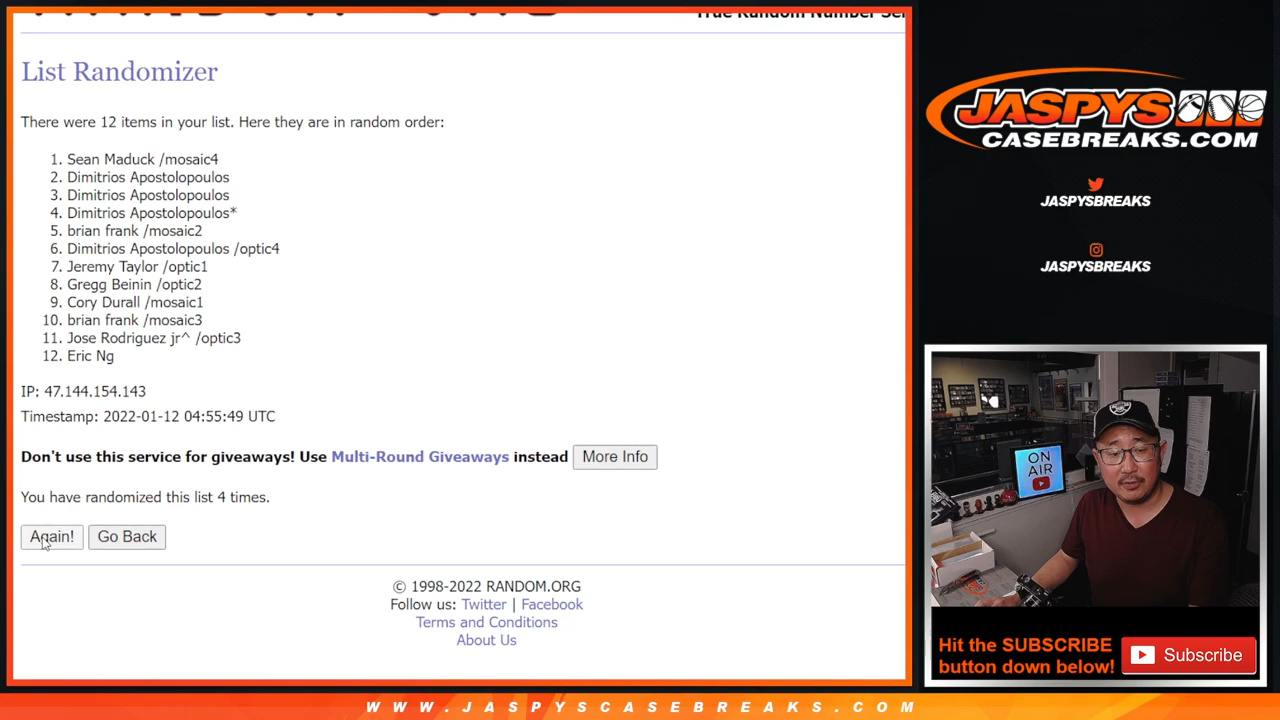 List Randomizer
There were 12 items in your list. Here they are in random order:
1. Sean Maduck /mosaic4
2. Dimitrios Apostolopoulos
3. Dimitrios Apostolopoulos
4. Dimitrios Apostolopoulos*
5. brian frank /mosaic2
6. Dimitrios Apostolopoulos /optic4
7. Jeremy Taylor /optic1
8. Gregg Beinin /optic2
9. Cory Durall /mosaic1
10. brian frank /mosaic3
11. Jose Rodriguez jr^ /optic3
12. Eric Ng
IP: 47.144.154.143
Timestamp: 2022-01-12 04:55:49 UTC
Don't use this service for giveaways! Use Multi-Round Giveaways instead More Info
You have randomized this list 4 times.
Again! Go Back
© 1998-2022 RANDOM.ORG
Follow us: Twitter | Facebook
Terms and Conditions
About Us
JASPYS
CASEBREAKS.COM
JASPYSBREAKS
JASPYSBREAKS
ON
AIR
Hit the SUBSCRIBE
button down below!
Subscribe
WWW.JASPYSCASEBREAKS.COM